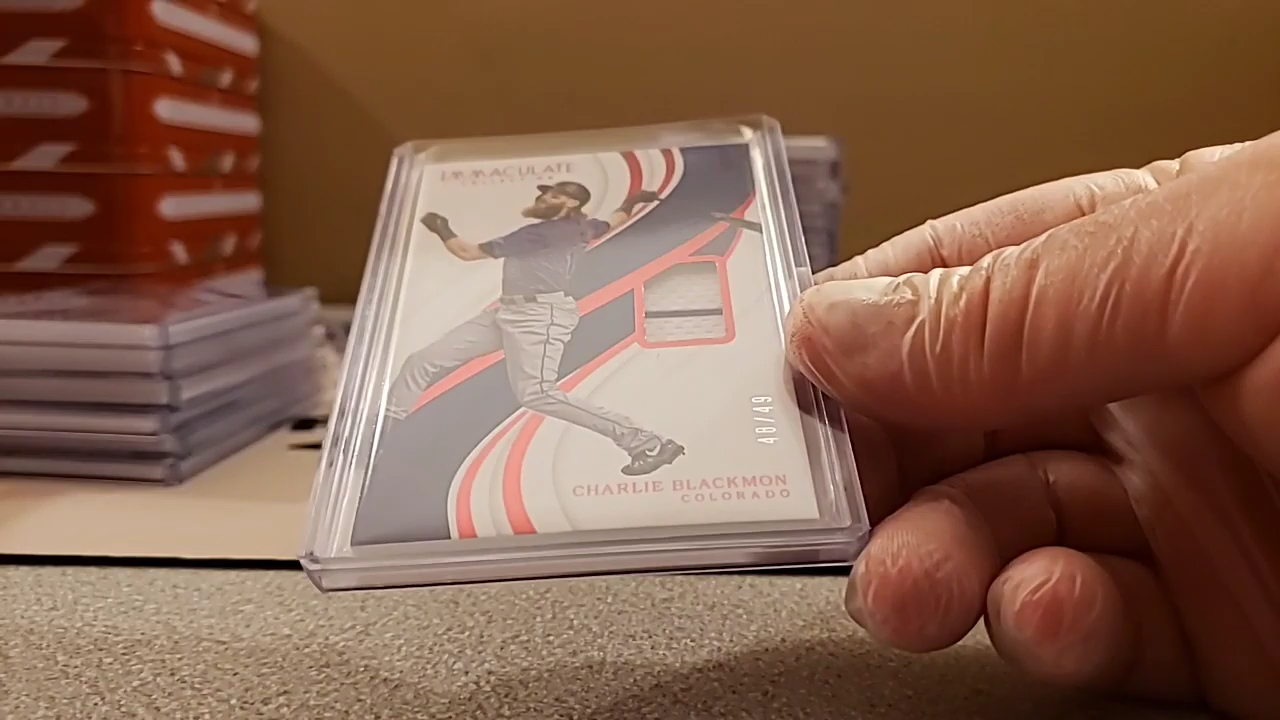 IMMACULATE
COLLECTION
48/49
CHARLIE BLACKMON
COLORADO